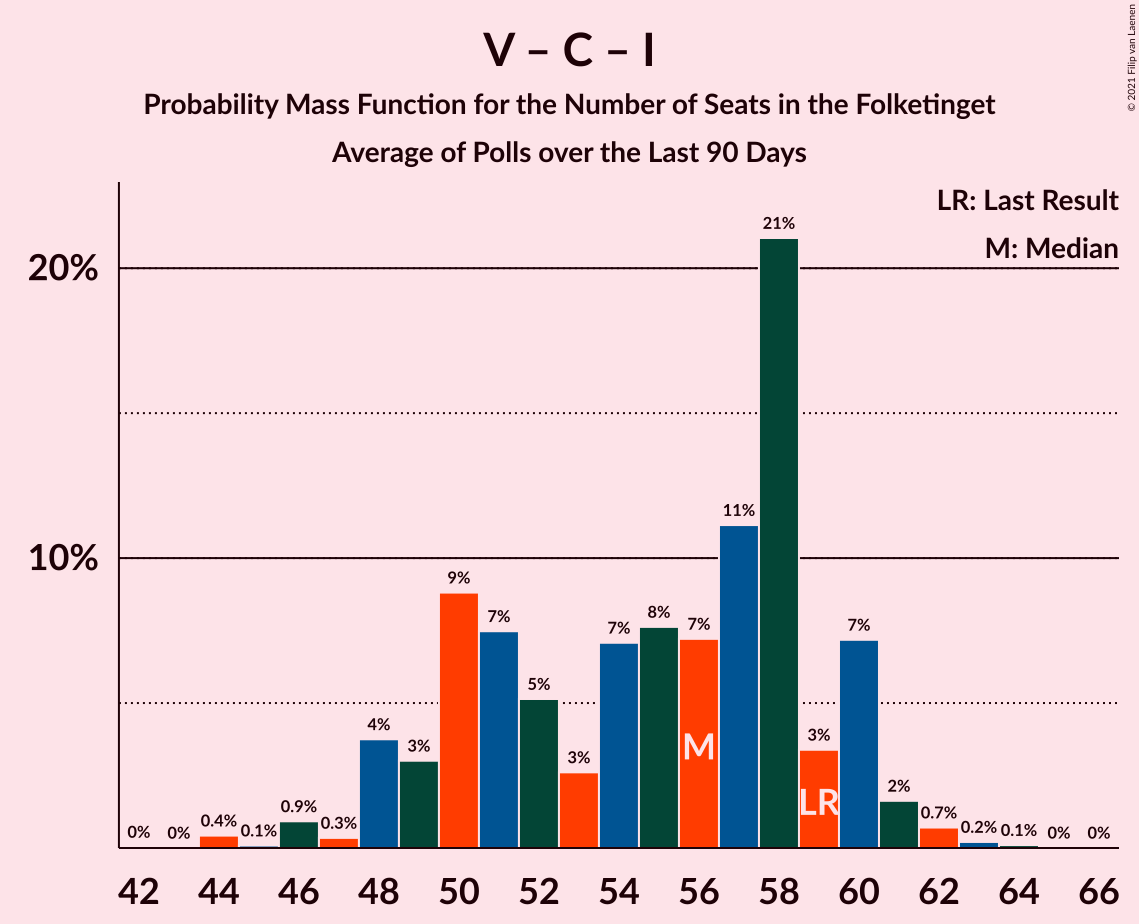 V – C – I
Probability Mass Function for the Number of Seats in the Folketinget
Average of Polls over the Last 90 Days
© 2021 Filip van Laenen
LR: Last Result
M: Median
20%
10%
0% 0% 0.4% 0.1% 0.9% 0.3% 4% 3% 9% 7% 5% 3% 7% 8% 7% 11% 21% 3% 7% 2% 0.7% 0.2% 0.1% 0% 0%
M
LR
42 44 46 48 50 52 54 56 58 60 62 64 66